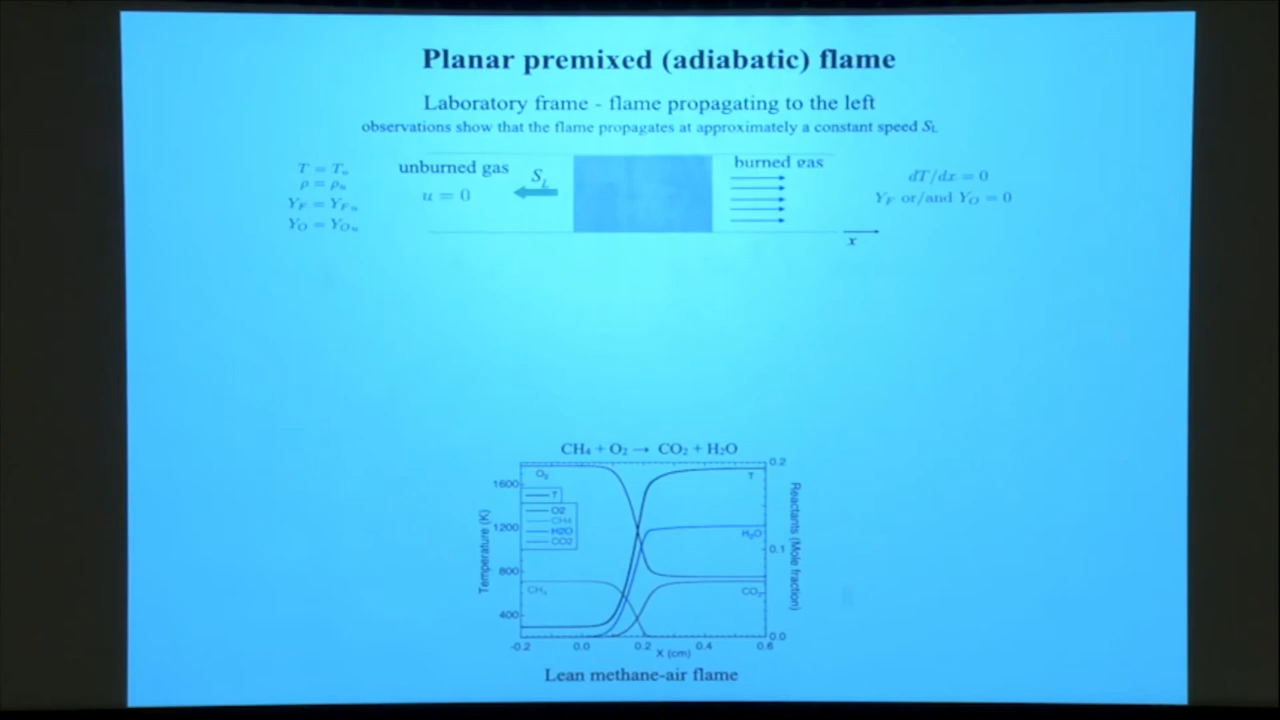 Planar premixed (adiabatic) flame
Laboratory frame - flame propagating to the left
observations show that the flame propagates at approximately a constant speed S_L
T = T_u
ρ = ρ_u
Y_F = Y_Fu
Y_O = Y_Ou
unburned gas
u = 0
S_L
burned gas
x
dT/dx = 0
Y_F or/and Y_O = 0
CH₄ + O₂ → CO₂ + H₂O
Temperature (K)
1600
1200
800
400
O₂
T
O2
CH4
H2O
CO2
CH₄
T
H₂O
CO₂
0.2
0.1
0.0
Reactants (Mole fraction)
-0.2 0.0 0.2 0.4 0.6
X (cm)
Lean methane-air flame